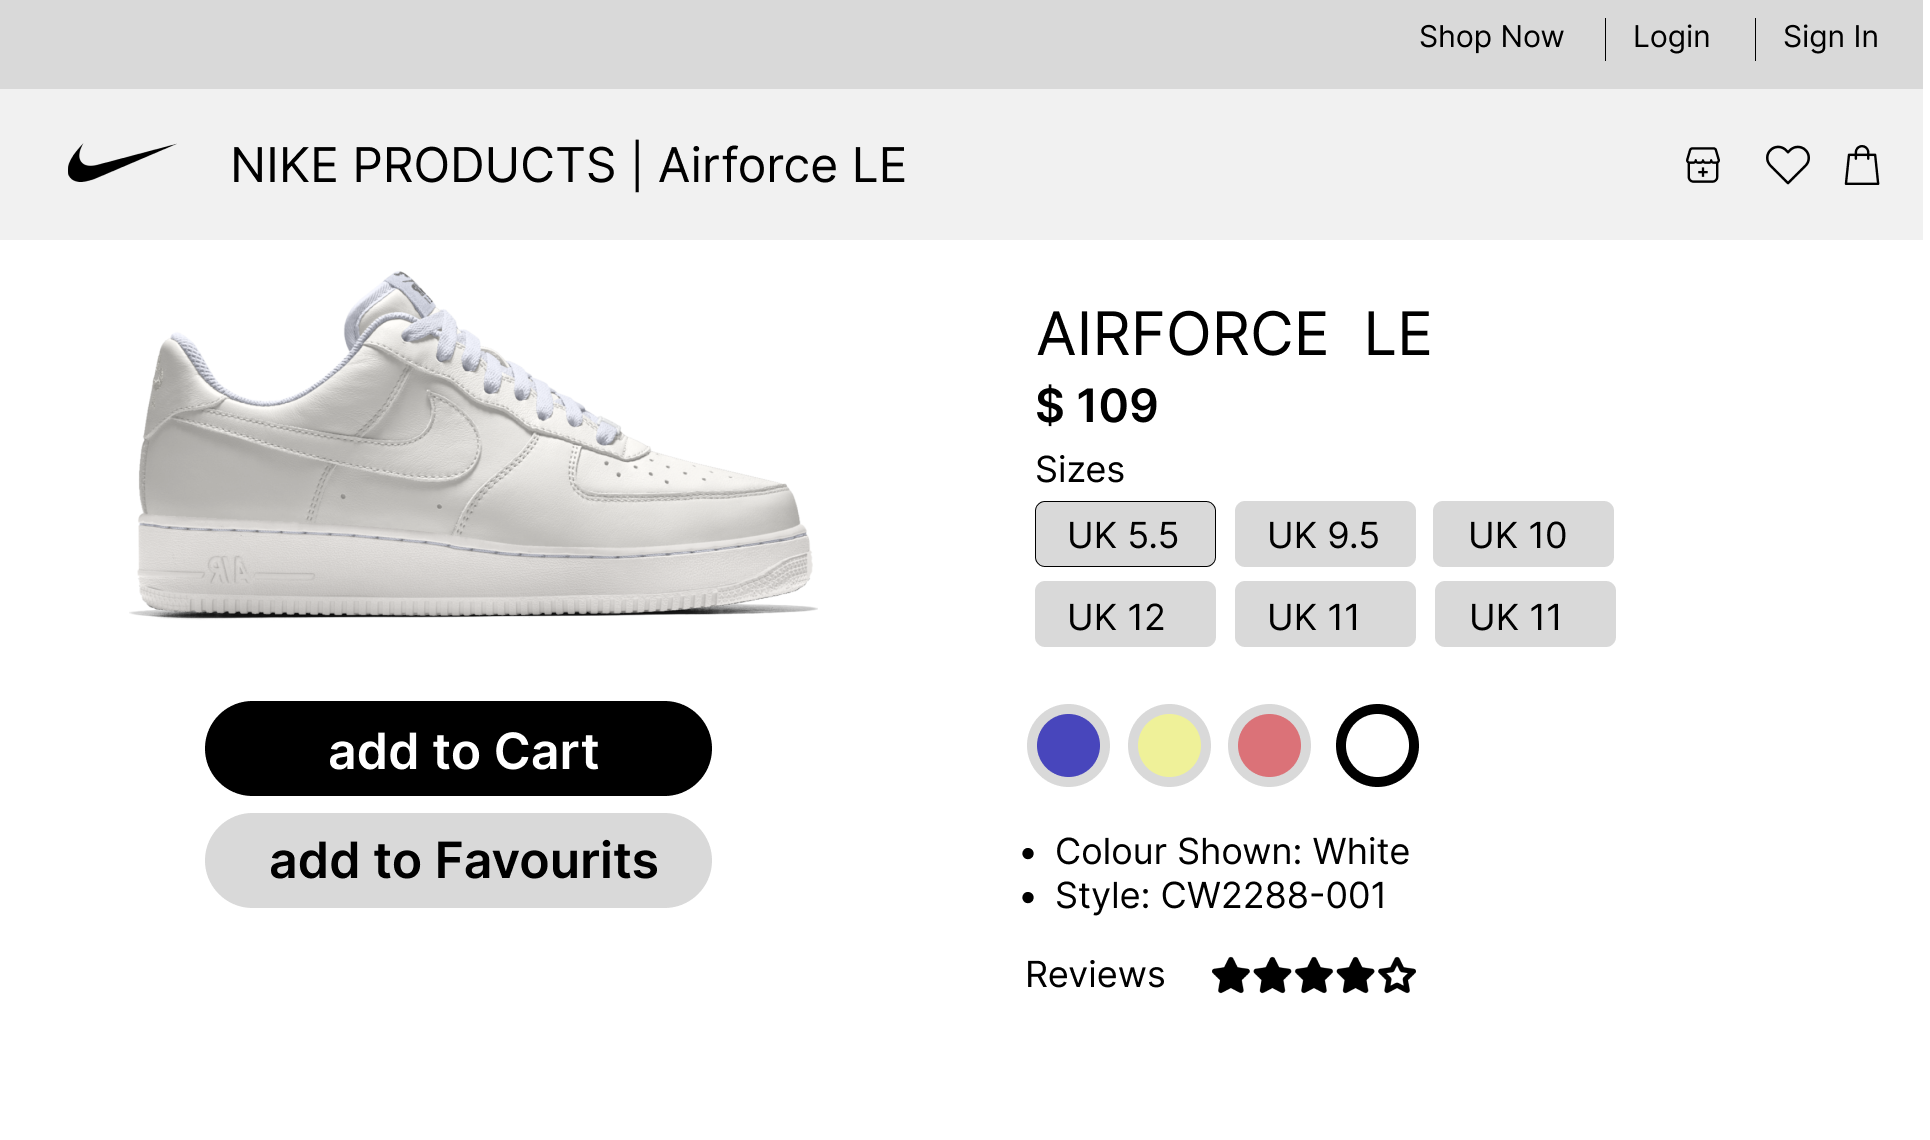 Shop Now | Login | Sign In
NIKE PRODUCTS | Airforce LE
AIRFORCE LE
$ 109
Sizes
UK 5.5 UK 9.5 UK 10
UK 12 UK 11 UK 11
AIR
add to Cart
add to Favourits
• Colour Shown: White
• Style: CW2288-001
Reviews